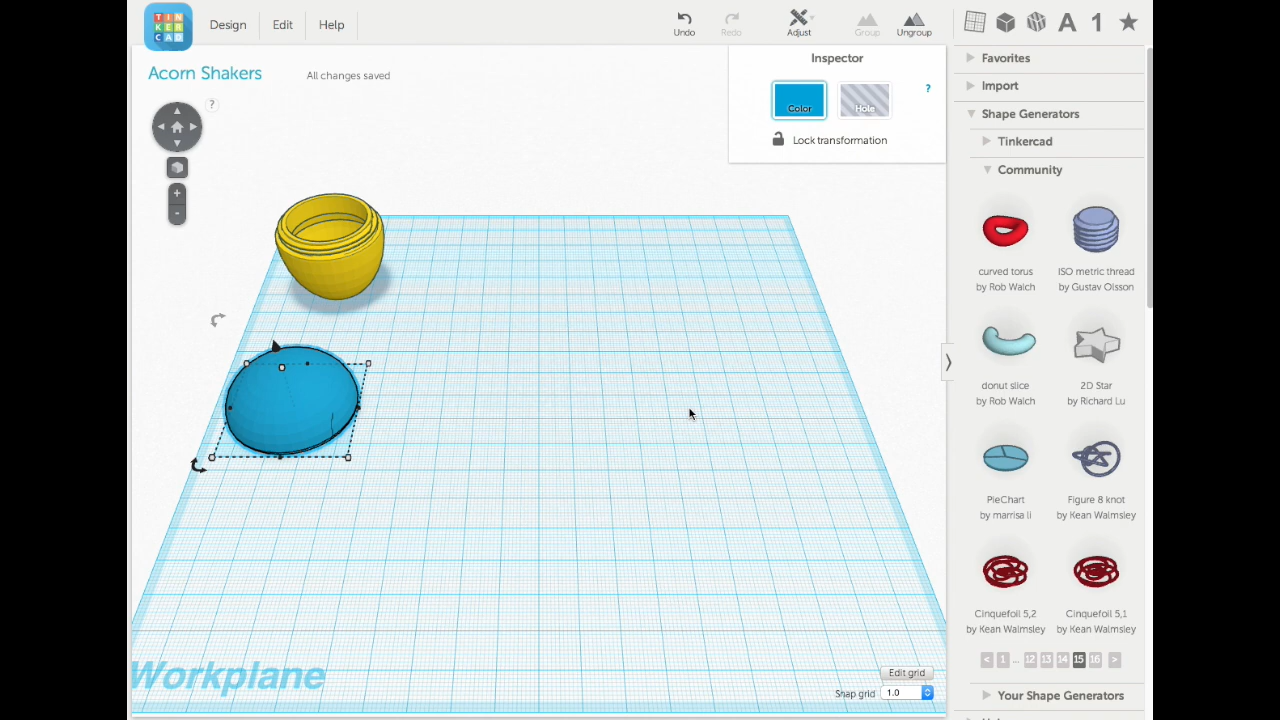 TIN
KER
CAD
Design
Edit
Help
Undo
Redo
Adjust
Group
Ungroup
A
1
Acorn Shakers
All changes saved
?
Inspector
Color
Hole
?
Lock transformation
+
-
Favorites
Import
Shape Generators
Tinkercad
Community
curved torus
by Rob Walch
ISO metric thread
by Gustav Olsson
donut slice
by Rob Walch
2D Star
by Richard Lu
PieChart
by marrisa li
Figure 8 knot
by Kean Walmsley
Cinquefoil 5,2
by Kean Walmsley
Cinquefoil 5,1
by Kean Walmsley
< 1 ... 12 13 14 15 16 >
Your Shape Generators
Workplane
Edit grid
Snap grid 1.0